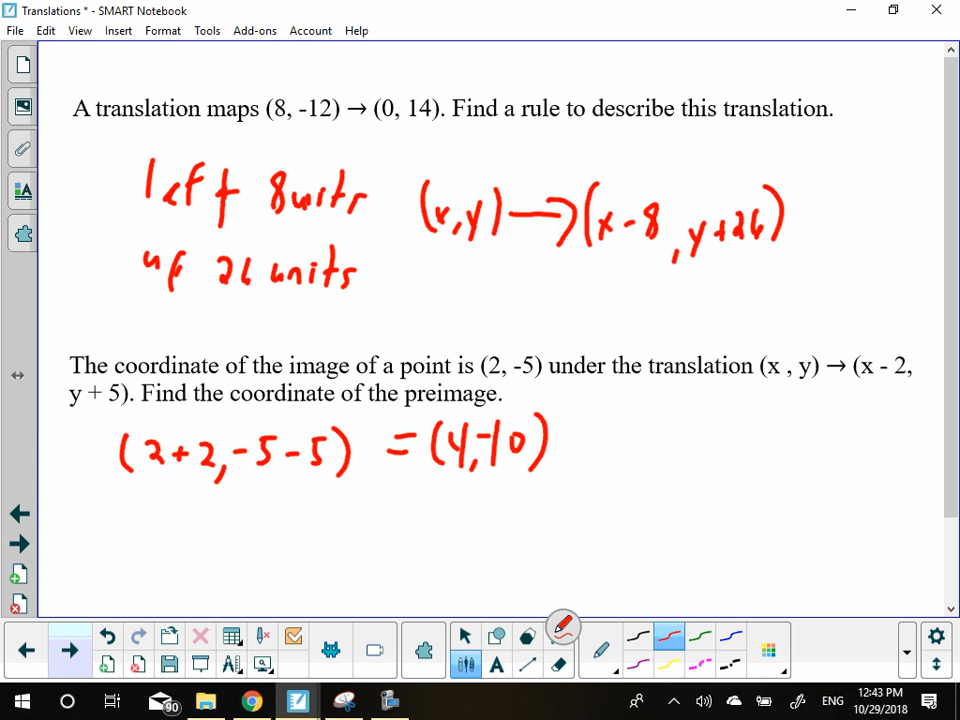 Translations * - SMART Notebook
File Edit View Insert Format Tools Add-ons Account Help
A translation maps (8, -12) → (0, 14). Find a rule to describe this translation.
left 8 units (x,y) → (x-8, y+26)
up 26 units
The coordinate of the image of a point is (2, -5) under the translation (x , y) → (x - 2,
y + 5). Find the coordinate of the preimage.
(2+2, -5-5) = (4,-10)
90
ENG
12:43 PM
10/29/2018